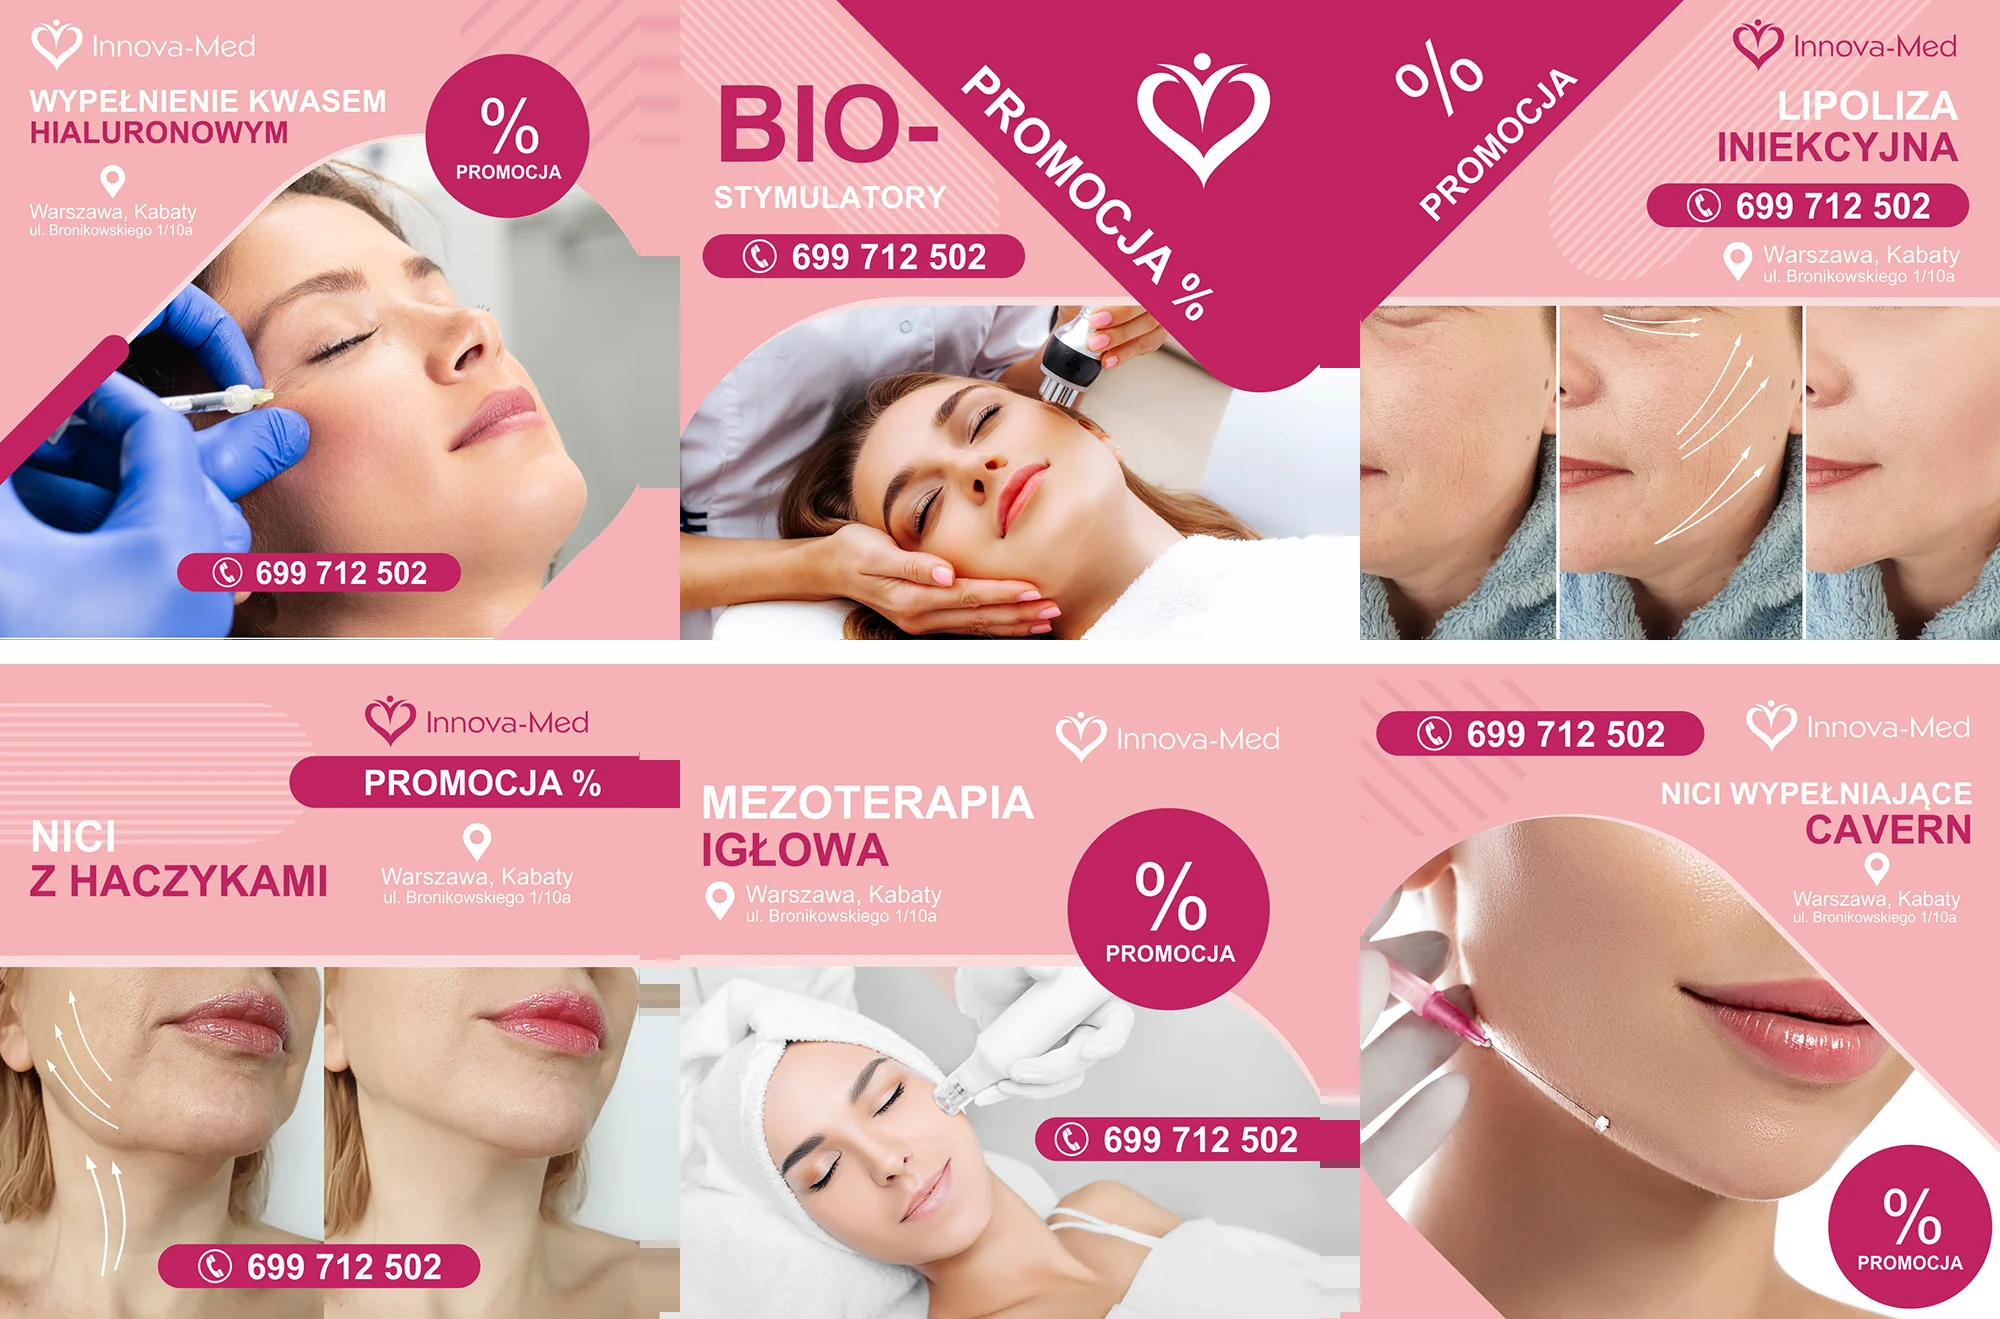 Innova-Med
WYPEŁNIENIE KWASEM
HIALURONOWYM
Warszawa, Kabaty
ul. Bronikowskiego 1/10a
%
PROMOCJA
699 712 502
BIO-
STYMULATORY
699 712 502
PROMOCJA %
%
PROMOCJA
Innova-Med
LIPOLIZA
INIEKCYJNA
699 712 502
Warszawa, Kabaty
ul. Bronikowskiego 1/10a
Innova-Med
PROMOCJA %
NICI
Z HACZYKAMI
Warszawa, Kabaty
ul. Bronikowskiego 1/10a
699 712 502
Innova-Med
MEZOTERAPIA
IGŁOWA
Warszawa, Kabaty
ul. Bronikowskiego 1/10a
%
PROMOCJA
699 712 502
699 712 502
Innova-Med
NICI WYPEŁNIAJĄCE
CAVERN
Warszawa, Kabaty
ul. Bronikowskiego 1/10a
%
PROMOCJA